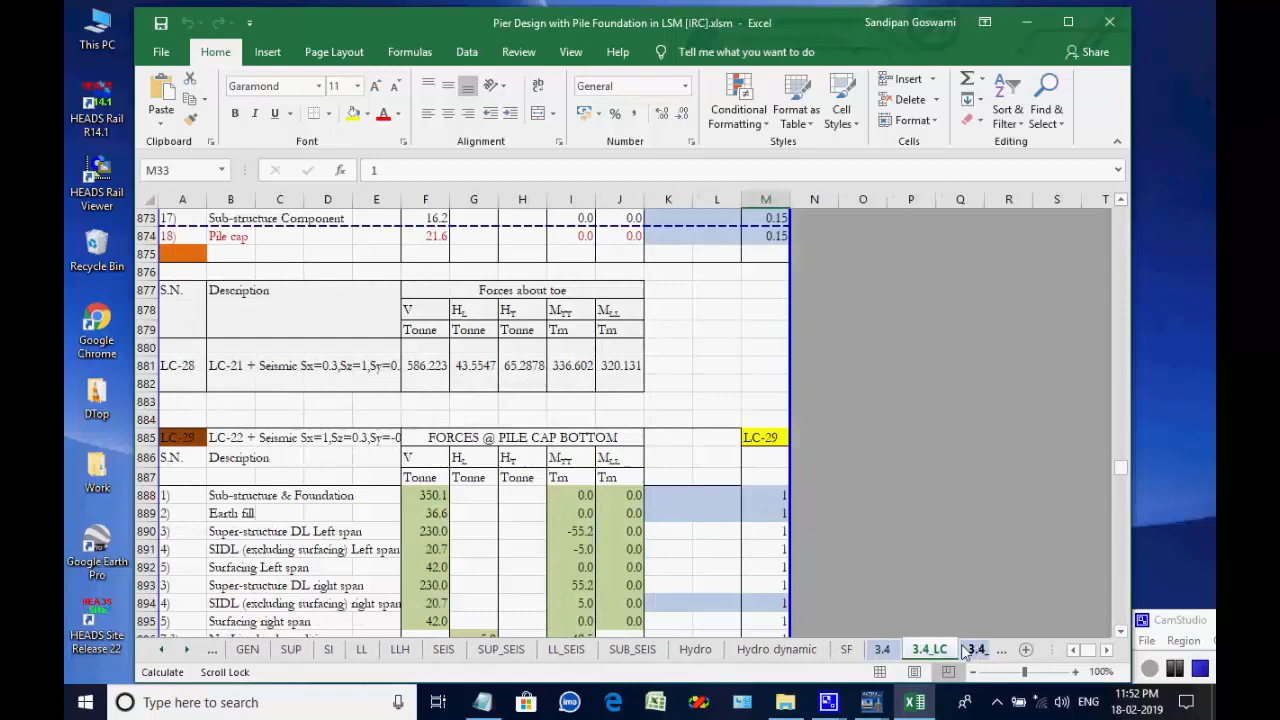 This PC
HEADS Rail
R14.1
HEADS Rail
Viewer
Recycle Bin
Google
Chrome
DTop
Work
Google Earth
Pro
HEADS Site
Release 22
Pier Design with Pile Foundation in LSM [IRC].xlsm - Excel
Sandipan Goswami
File Home Insert Page Layout Formulas Data Review View Help Tell me what you want to do Share
Paste
Garamond 11
B I U
General
Conditional
Formatting
Format as
Table
Cell
Styles
Insert
Delete
Format
Sort &
Filter
Find &
Select
Clipboard Font Alignment Number Styles Cells Editing
M33 fx 1
A B C D E F G H I J K L M N O P Q R S T
873 17) Sub-structure Component 16.2 0.0 0.0 0.15
874 18) Pile cap 21.6 0.0 0.0 0.15
875
876
877 S.N. Description Forces about toe
878 V HL HT MTT MLL
879 Tonne Tonne Tonne Tm Tm
880
881 LC-28 LC-21 + Seismic Sx=0.3,Sz=1,Sy=0. 586.223 43.5547 65.2878 336.602 320.131
882
883
884
885 LC-29 LC-22 + Seismic Sx=1,Sz=0.3,Sy=-0 FORCES @ PILE CAP BOTTOM LC-29
886 S.N. Description V HL HT MTT MLL
887 Tonne Tonne Tonne Tm Tm
888 1) Sub-structure & Foundation 350.1 0.0 0.0 1
889 2) Earth fill 36.6 0.0 0.0 1
890 3) Super-structure DL Left span 230.0 -55.2 0.0 1
891 4) SIDL (excluding surfacing) Left span 20.7 -5.0 0.0 1
892 5) Surfacing Left span 42.0 0.0 0.0 1
893 3) Super-structure DL right span 230.0 55.2 0.0 1
894 4) SIDL (excluding surfacing) right span 20.7 5.0 0.0 1
895 5) Surfacing right span 42.0 0.0 0.0 1
... GEN SUP SI LL LLH SEIS SUP_SEIS LL_SEIS SUB_SEIS Hydro Hydro dynamic SF 3.4 3.4_LC 3.4_ ...
Calculate Scroll Lock 100%
CamStudio
File Region
Type here to search
ENG
11:52 PM
18-02-2019